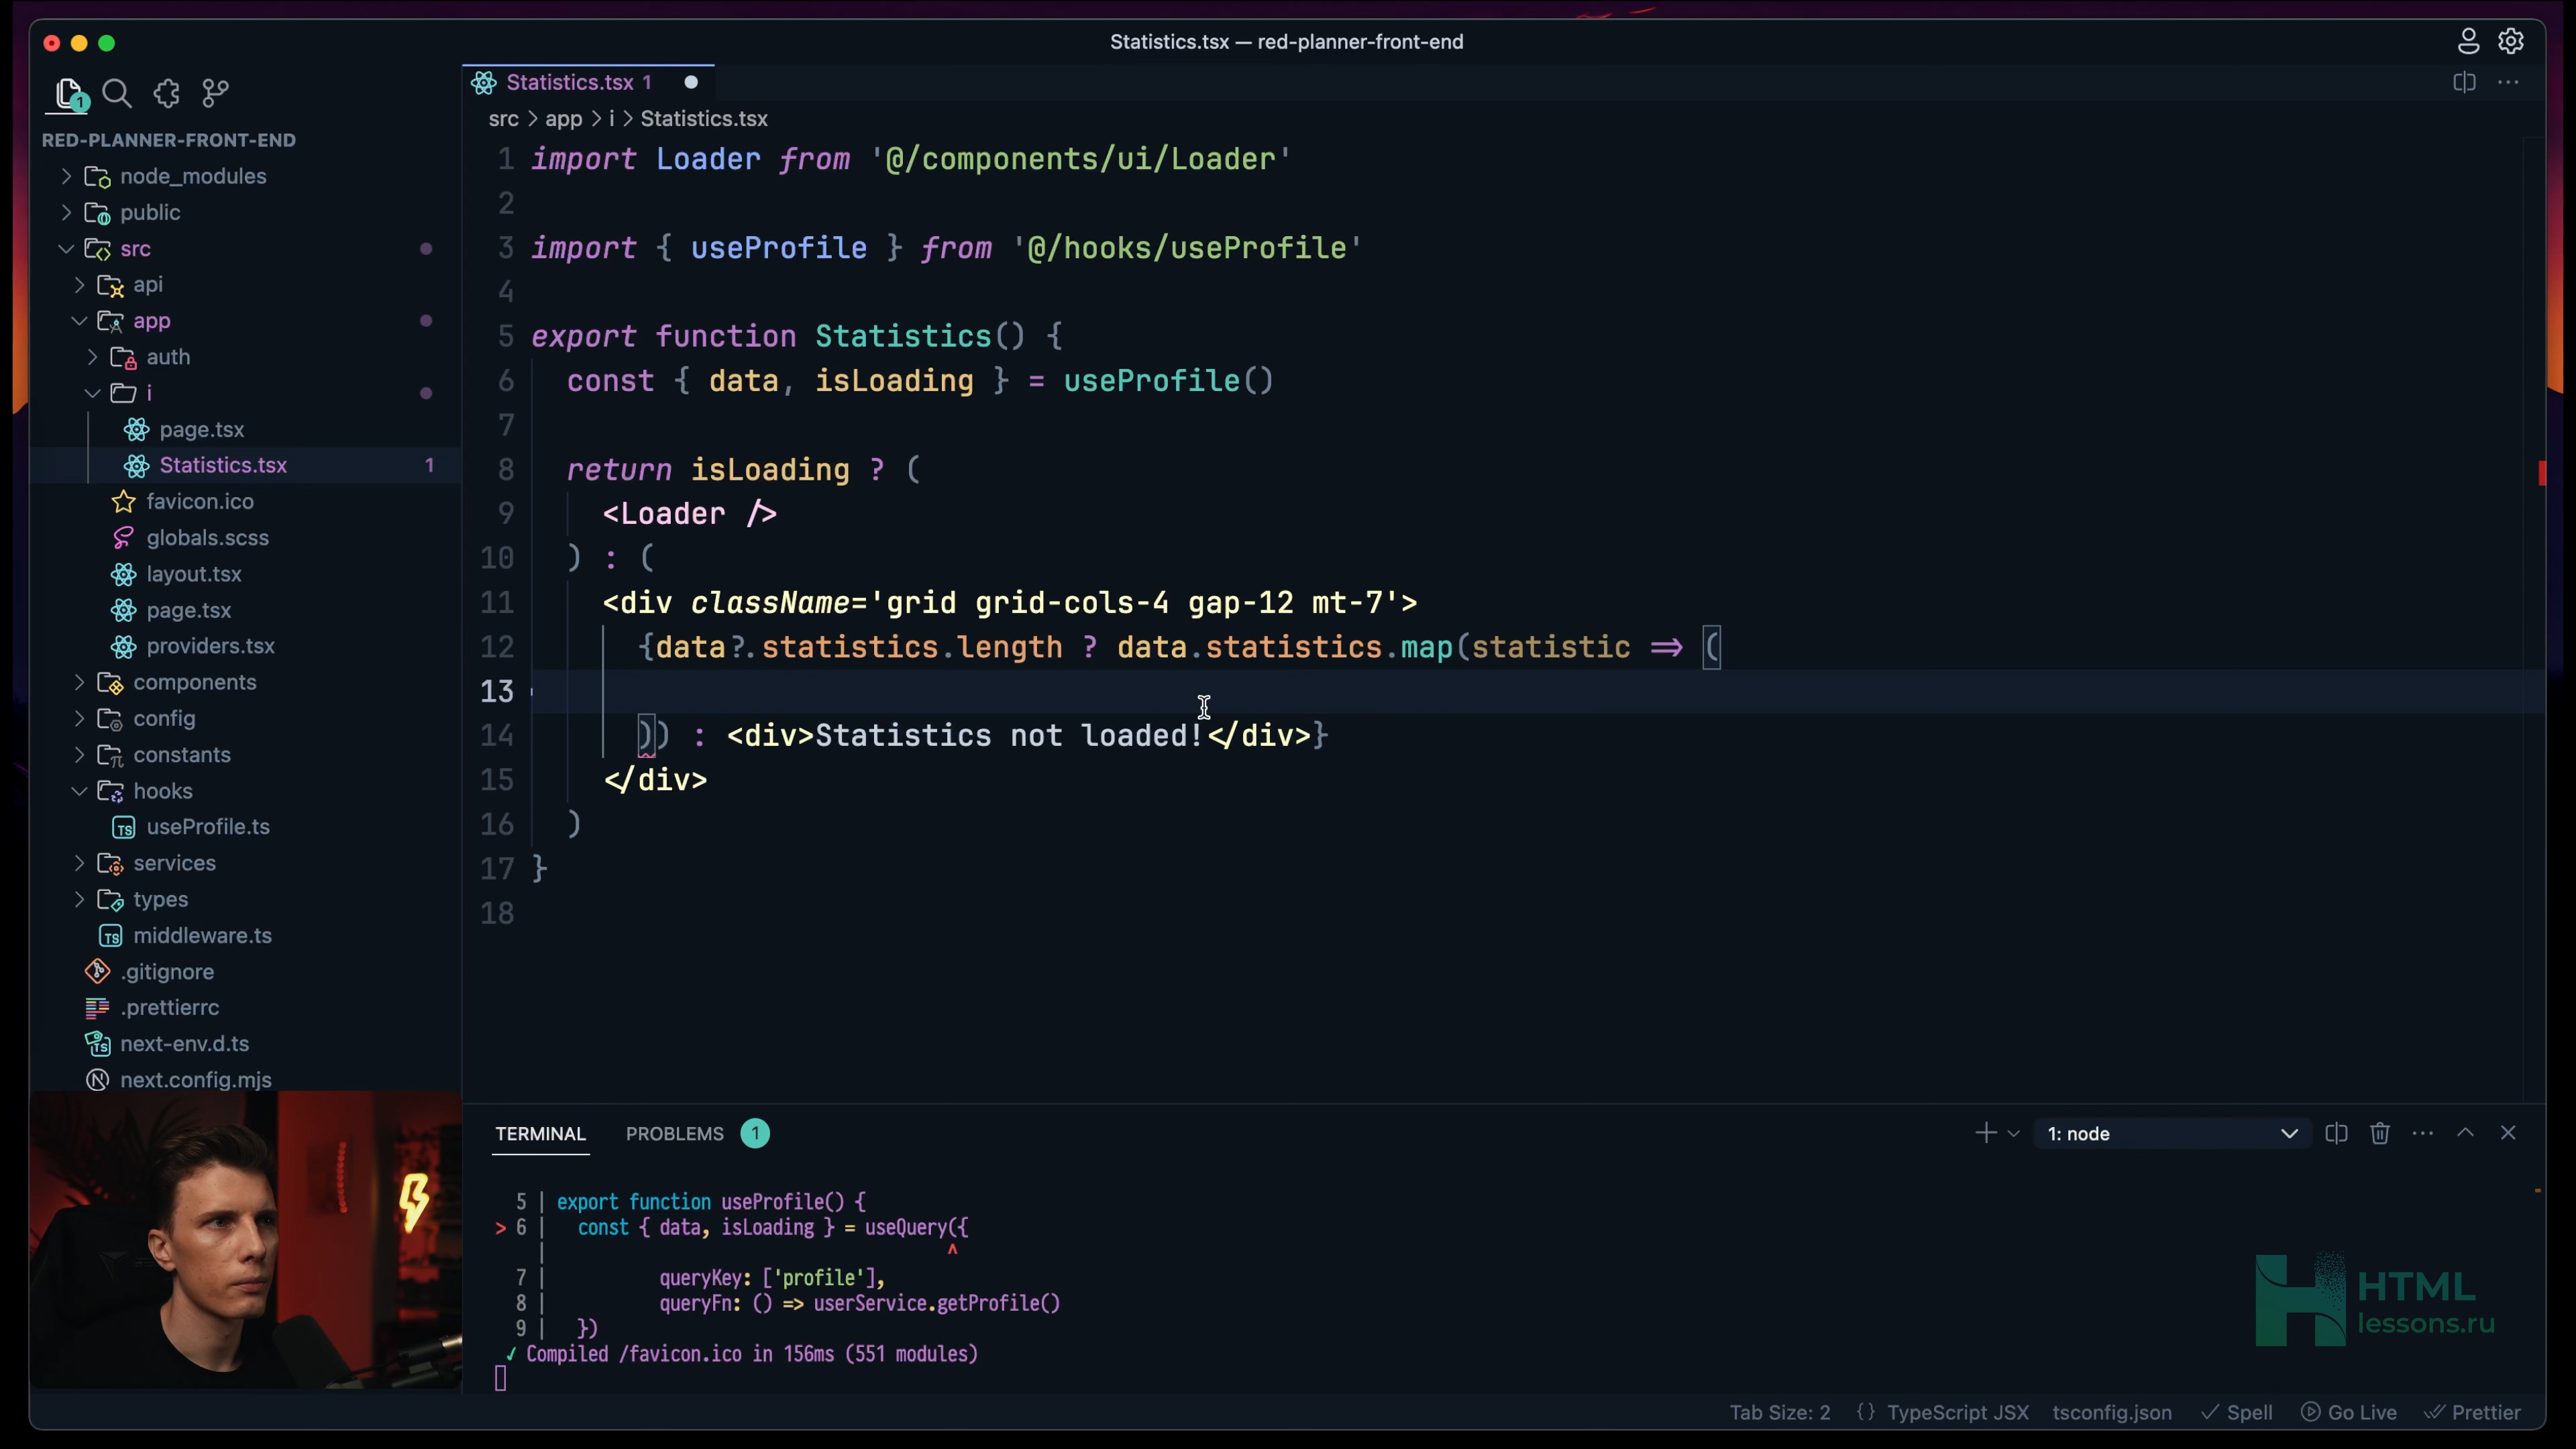 Statistics.tsx — red-planner-front-end
1
RED-PLANNER-FRONT-END
node_modules
public
src
api
app
auth
i
page.tsx
Statistics.tsx 1
favicon.ico
globals.scss
layout.tsx
page.tsx
providers.tsx
components
config
constants
hooks
TS useProfile.ts
services
types
TS middleware.ts
.gitignore
.prettierrc
TS next-env.d.ts
N next.config.mjs
Statistics.tsx 1
src > app > i > Statistics.tsx
1 import Loader from '@/components/ui/Loader'
2
3 import { useProfile } from '@/hooks/useProfile'
4
5 export function Statistics() {
6 const { data, isLoading } = useProfile()
7
8 return isLoading ? (
9 <Loader />
10 ) : (
11 <div className='grid grid-cols-4 gap-12 mt-7'>
12 {data?.statistics.length ? data.statistics.map(statistic => (
13
14 )) : <div>Statistics not loaded!</div>}
15 </div>
16 )
17 }
18
TERMINAL PROBLEMS 1 1: node
5 | export function useProfile() {
> 6 | const { data, isLoading } = useQuery({
| ^
7 | queryKey: ['profile'],
8 | queryFn: () => userService.getProfile()
9 | })
✓ Compiled /favicon.ico in 156ms (551 modules)
HTML
lessons.ru
Tab Size: 2 {} TypeScript JSX tsconfig.json Spell Go Live Prettier